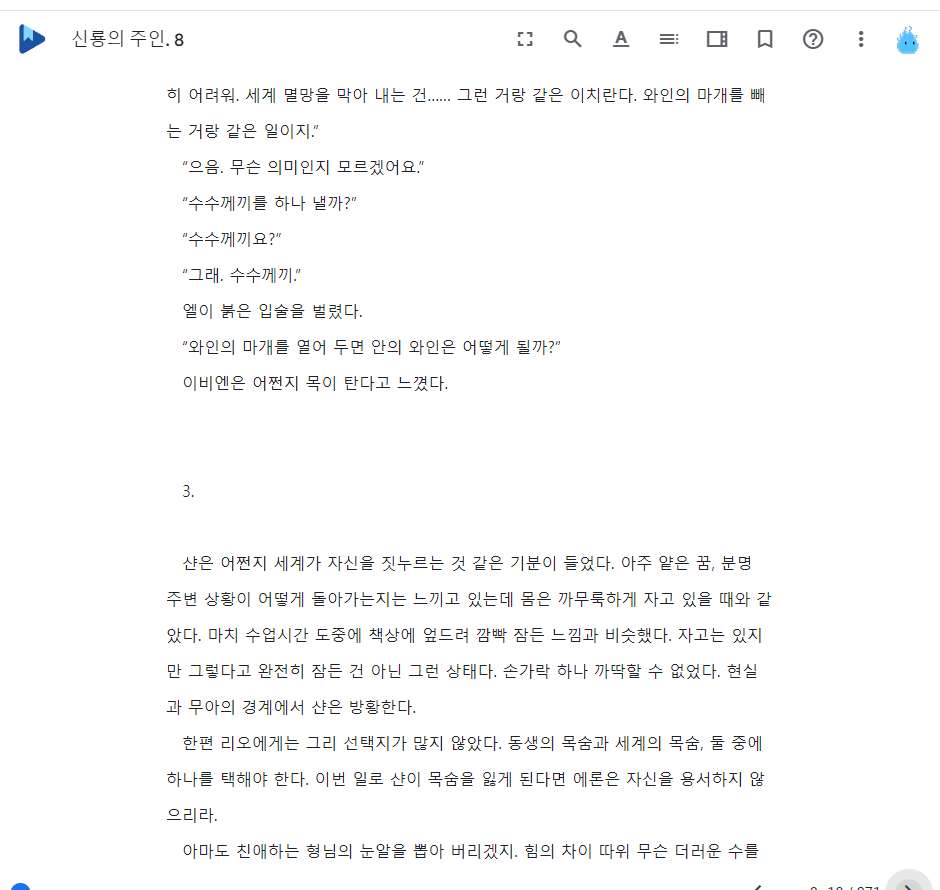 신룡의 주인. 8
히 어려워. 세계 멸망을 막아 내는 건…… 그런 거랑 같은 이치란다. 와인의 마개를 빼
는 거랑 같은 일이지.”
“으음. 무슨 의미인지 모르겠어요.”
“수수께끼를 하나 낼까?”
“수수께끼요?”
“그래. 수수께끼.”
엘이 붉은 입술을 벌렸다.
“와인의 마개를 열어 두면 안의 와인은 어떻게 될까?”
이비엔은 어쩐지 목이 탄다고 느꼈다.
3.
샨은 어쩐지 세계가 자신을 짓누르는 것 같은 기분이 들었다. 아주 얕은 꿈, 분명
주변 상황이 어떻게 돌아가는지는 느끼고 있는데 몸은 까무룩하게 자고 있을 때와 같
았다. 마치 수업시간 도중에 책상에 엎드려 깜빡 잠든 느낌과 비슷했다. 자고는 있지
만 그렇다고 완전히 잠든 건 아닌 그런 상태다. 손가락 하나 까딱할 수 없었다. 현실
과 무아의 경계에서 샨은 방황한다.
한편 리오에게는 그리 선택지가 많지 않았다. 동생의 목숨과 세계의 목숨, 둘 중에
하나를 택해야 한다. 이번 일로 샨이 목숨을 잃게 된다면 에론은 자신을 용서하지 않
으리라.
아마도 친애하는 형님의 눈알을 뽑아 버리겠지. 힘의 차이 따위 무슨 더러운 수를